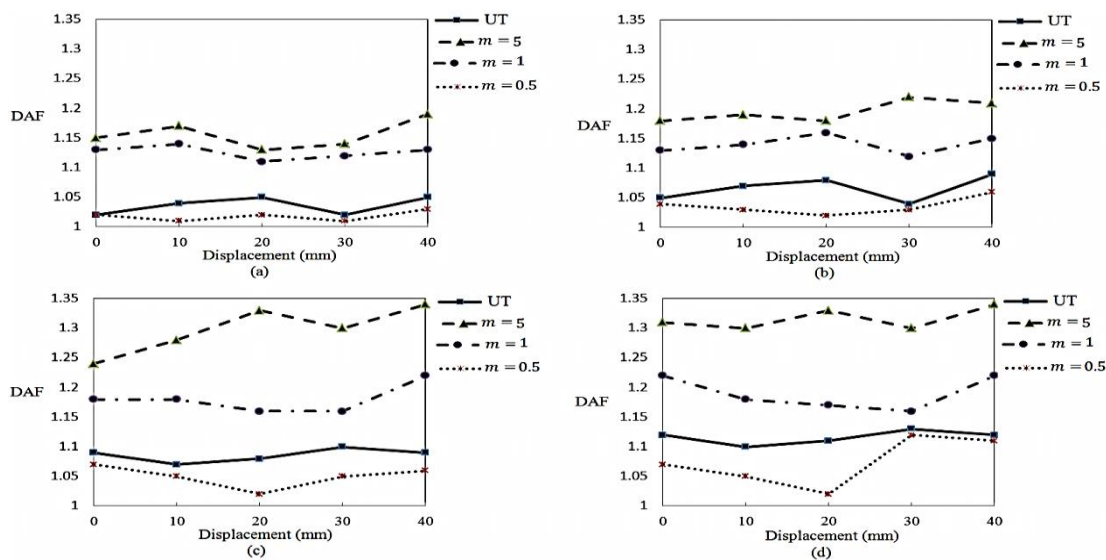 1.35
1.3
1.25
1.2
DAF
1.15
1.1
1.05
1
0 10 20 30 40
Displacement (mm)
(a)
UT
m = 5
m = 1
m = 0.5
1.35
1.3
1.25
1.2
DAF
1.15
1.1
1.05
1
0 10 20 30 40
Displacement (mm)
(b)
UT
m = 5
m = 1
m = 0.5
1.35
1.3
1.25
1.2
DAF
1.15
1.1
1.05
1
0 10 20 30 40
Displacement (mm)
(c)
UT
m = 5
m = 1
m = 0.5
1.35
1.3
1.25
1.2
DAF
1.15
1.1
1.05
1
0 10 20 30 40
Displacement (mm)
(d)
UT
m = 5
m = 1
m = 0.5